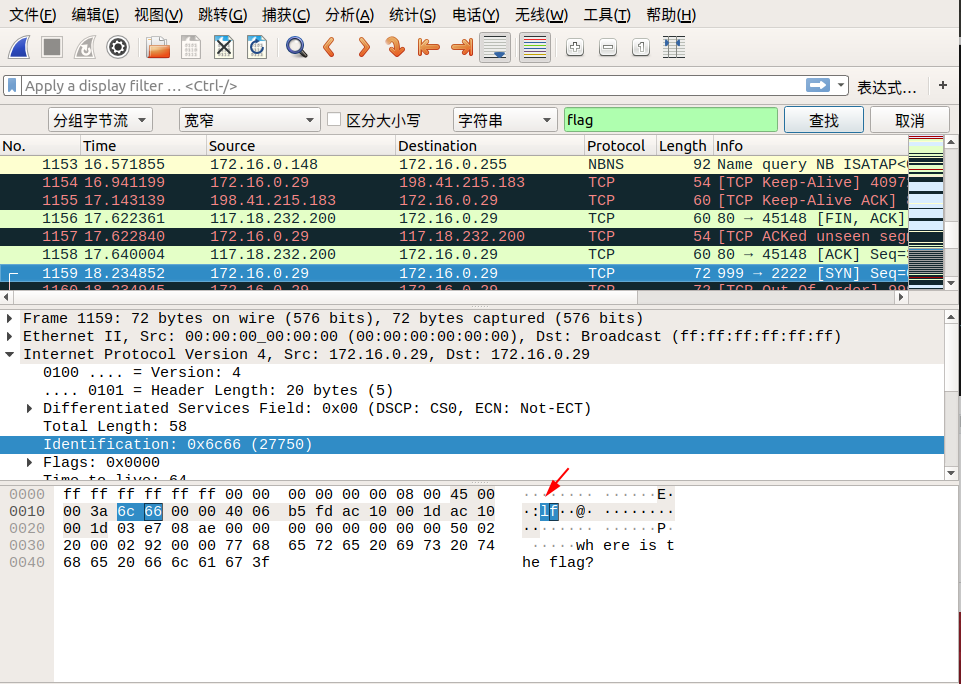 文件(F) 编辑(E) 视图(V) 跳转(G) 捕获(C) 分析(A) 统计(S) 电话(Y) 无线(W) 工具(T) 帮助(H)
Apply a display filter … <Ctrl-/> 表达式… +
分组字节流 宽窄 区分大小写 字符串 flag 查找 取消
No. Time Source Destination Protocol Length Info
1153 16.571855 172.16.0.148 172.16.0.255 NBNS 92 Name query NB ISATAP<
1154 16.941199 172.16.0.29 198.41.215.183 TCP 54 [TCP Keep-Alive] 4097
1155 17.143139 198.41.215.183 172.16.0.29 TCP 60 [TCP Keep-Alive ACK]
1156 17.622361 117.18.232.200 172.16.0.29 TCP 60 80 → 45148 [FIN, ACK]
1157 17.622840 172.16.0.29 117.18.232.200 TCP 54 [TCP ACKed unseen seg
1158 17.640004 117.18.232.200 172.16.0.29 TCP 60 80 → 45148 [ACK] Seq=
1159 18.234852 172.16.0.29 172.16.0.29 TCP 72 999 → 2222 [SYN] Seq=
1160 18.234945 172.16.0.29 172.16.0.29 TCP 72 [TCP Out-Of-Order] 99
Frame 1159: 72 bytes on wire (576 bits), 72 bytes captured (576 bits)
Ethernet II, Src: 00:00:00_00:00:00 (00:00:00:00:00:00), Dst: Broadcast (ff:ff:ff:ff:ff:ff)
Internet Protocol Version 4, Src: 172.16.0.29, Dst: 172.16.0.29
0100 .... = Version: 4
.... 0101 = Header Length: 20 bytes (5)
Differentiated Services Field: 0x00 (DSCP: CS0, ECN: Not-ECT)
Total Length: 58
Identification: 0x6c66 (27750)
Flags: 0x0000
Time to live: 64
0000 ff ff ff ff ff ff 00 00 00 00 00 00 08 00 45 00 ········ ······E·
0010 00 3a 6c 66 00 00 40 06 b5 fd ac 10 00 1d ac 10 ·:lf··@· ········
0020 00 1d 03 e7 08 ae 00 00 00 00 00 00 00 00 50 02 ········ ······P·
0030 20 00 02 92 00 00 77 68 65 72 65 20 69 73 20 74 ·····wh ere is t
0040 68 65 20 66 6c 61 67 3f he flag?